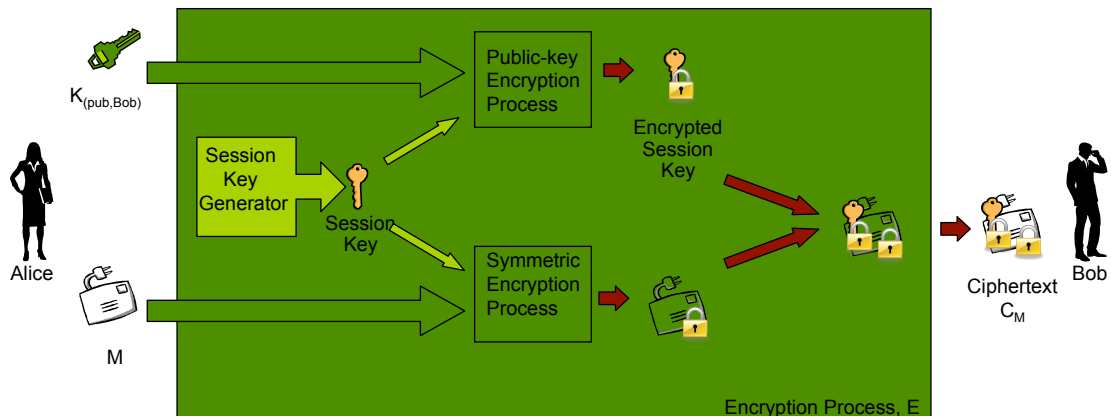 K(pub,Bob)
Public-key
Encryption
Process
Encrypted
Session
Key
Session
Key
Generator
Session
Key
Alice
M
Symmetric
Encryption
Process
Ciphertext
CM
Bob
Encryption Process, E